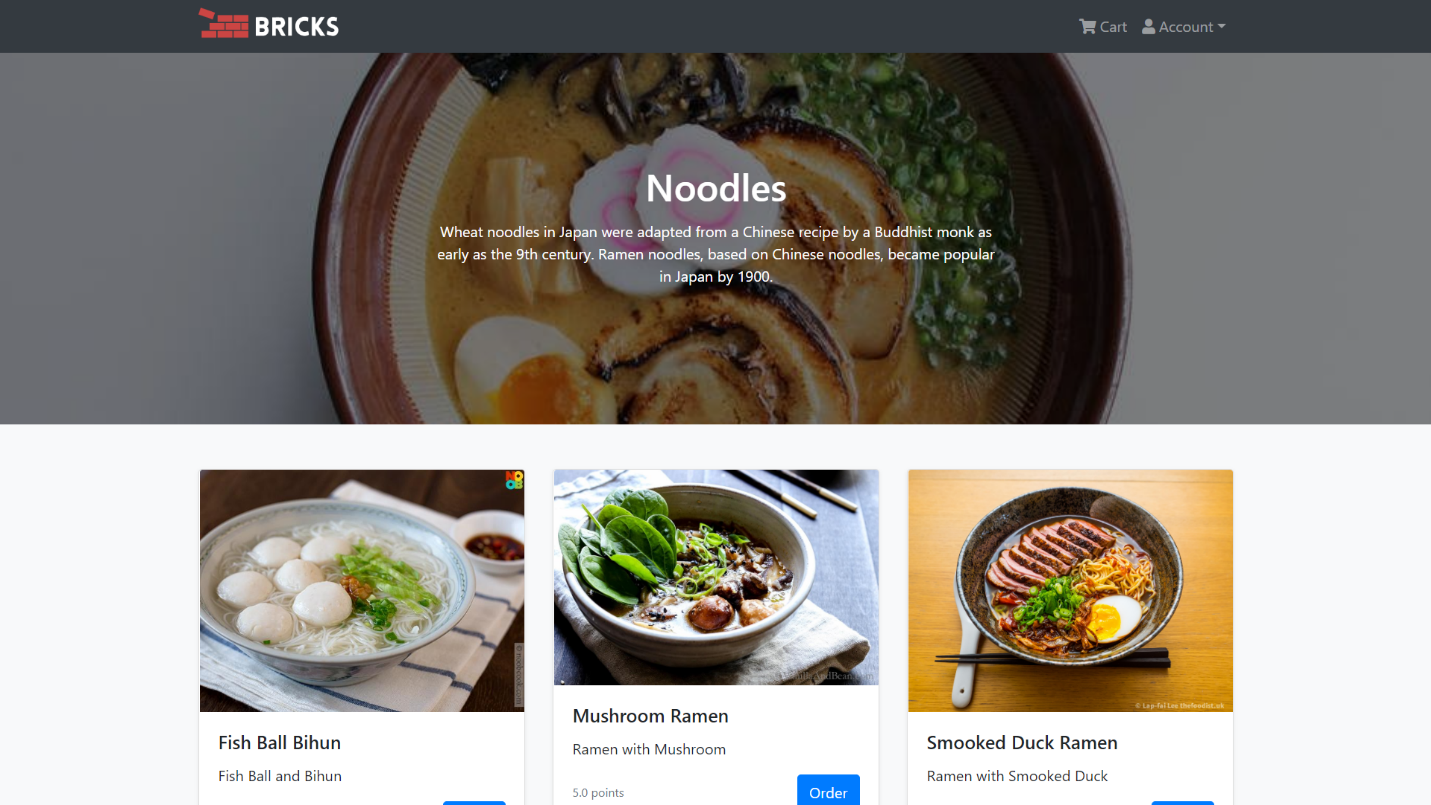 BRICKS
Cart
Account
Noodles
Wheat noodles in Japan were adapted from a Chinese recipe by a Buddhist monk as
early as the 9th century. Ramen noodles, based on Chinese noodles, became popular
in Japan by 1900.
NOOB
Fish Ball Bihun
Fish Ball and Bihun
Mushroom Ramen
Ramen with Mushroom
5.0 points
Order
Smooked Duck Ramen
Ramen with Smooked Duck